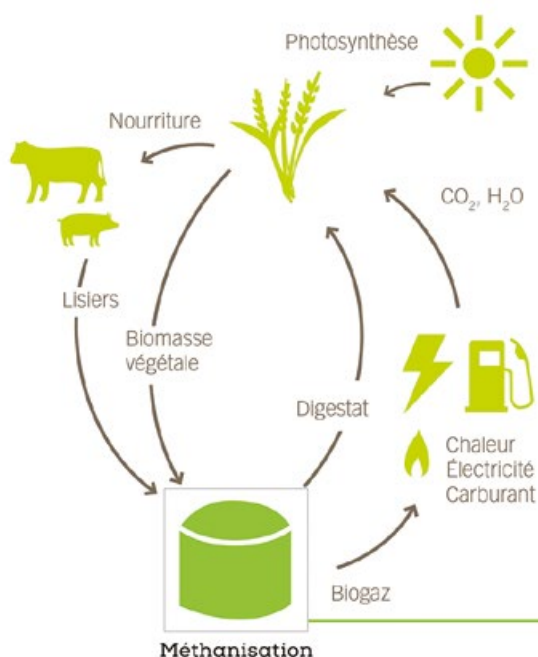 Photosynthèse
Nourriture
CO₂, H₂O
Lisiers
Biomasse
végétale
Digestat
Chaleur
Électricité
Carburant
Biogaz
Méthanisation